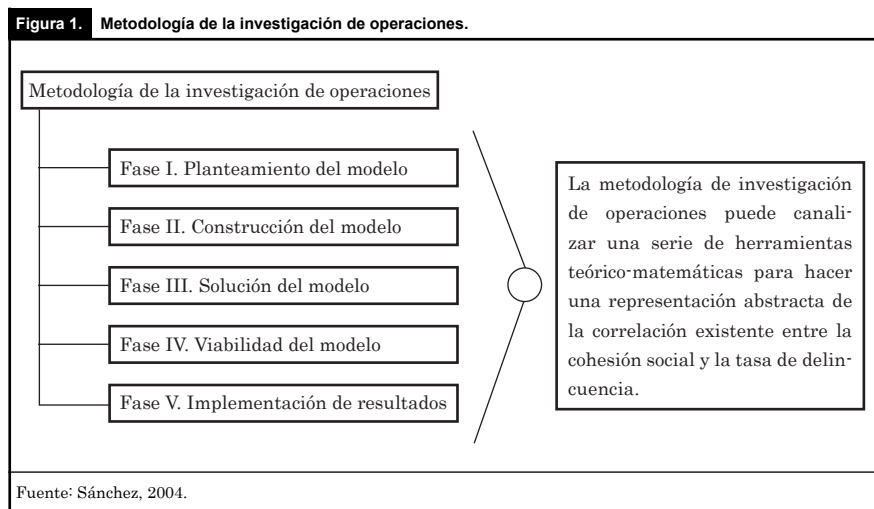 Figura 1. Metodología de la investigación de operaciones.
Metodología de la investigación de operaciones
Fase I. Planteamiento del modelo
Fase II. Construcción del modelo
Fase III. Solución del modelo
Fase IV. Viabilidad del modelo
Fase V. Implementación de resultados
La metodología de investigación
de operaciones puede canali-
zar una serie de herramientas
teórico-matemáticas para hacer
una representación abstracta de
la correlación existente entre la
cohesión social y la tasa de delin-
cuencia.
Fuente: Sánchez, 2004.